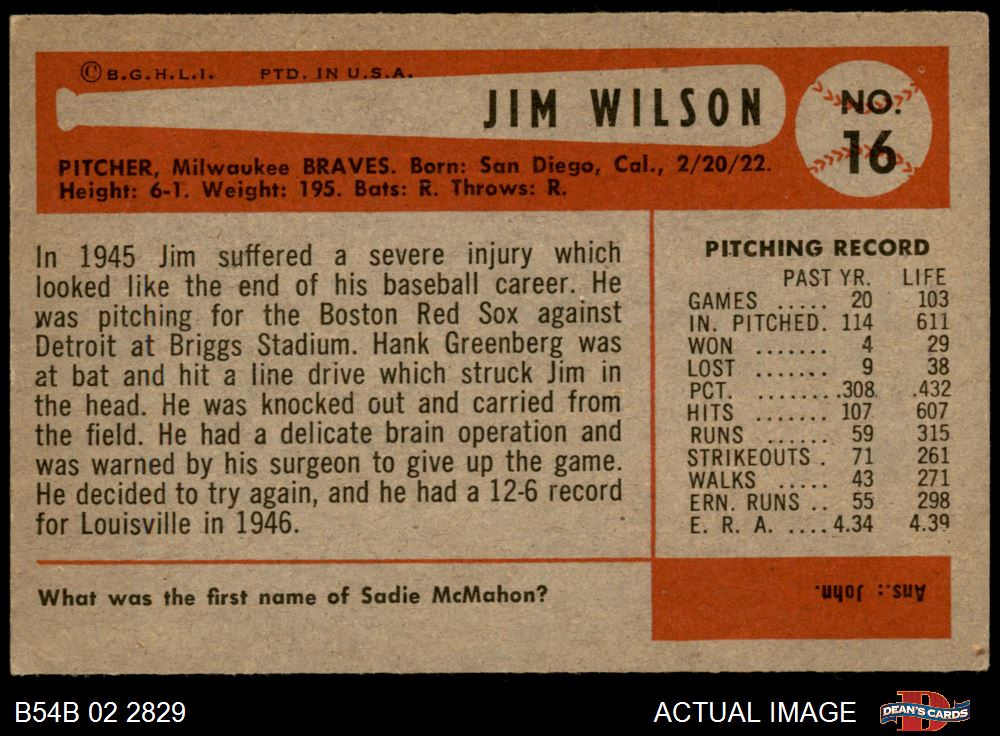 © B.G.H.L.I. PTD. IN U.S.A.
JIM WILSON
NO.
16
PITCHER, Milwaukee BRAVES. Born: San Diego, Cal., 2/20/22.
Height: 6-1. Weight: 195. Bats: R. Throws: R.
In 1945 Jim suffered a severe injury which
looked like the end of his baseball career. He
was pitching for the Boston Red Sox against
Detroit at Briggs Stadium. Hank Greenberg was
at bat and hit a line drive which struck Jim in
the head. He was knocked out and carried from
the field. He had a delicate brain operation and
was warned by his surgeon to give up the game.
He decided to try again, and he had a 12-6 record
for Louisville in 1946.
PITCHING RECORD
PAST YR. LIFE
GAMES ..... 20 103
IN. PITCHED. 114 611
WON ....... 4 29
LOST ....... 9 38
PCT. .......308 .432
HITS ....... 107 607
RUNS ...... 59 315
STRIKEOUTS . 71 261
WALKS ..... 43 271
ERN. RUNS .. 55 298
E. R. A. ....4.34 4.39
What was the first name of Sadie McMahon?
Ans.: John.
B54B 02 2829
ACTUAL IMAGE
D
DEAN'S CARDS